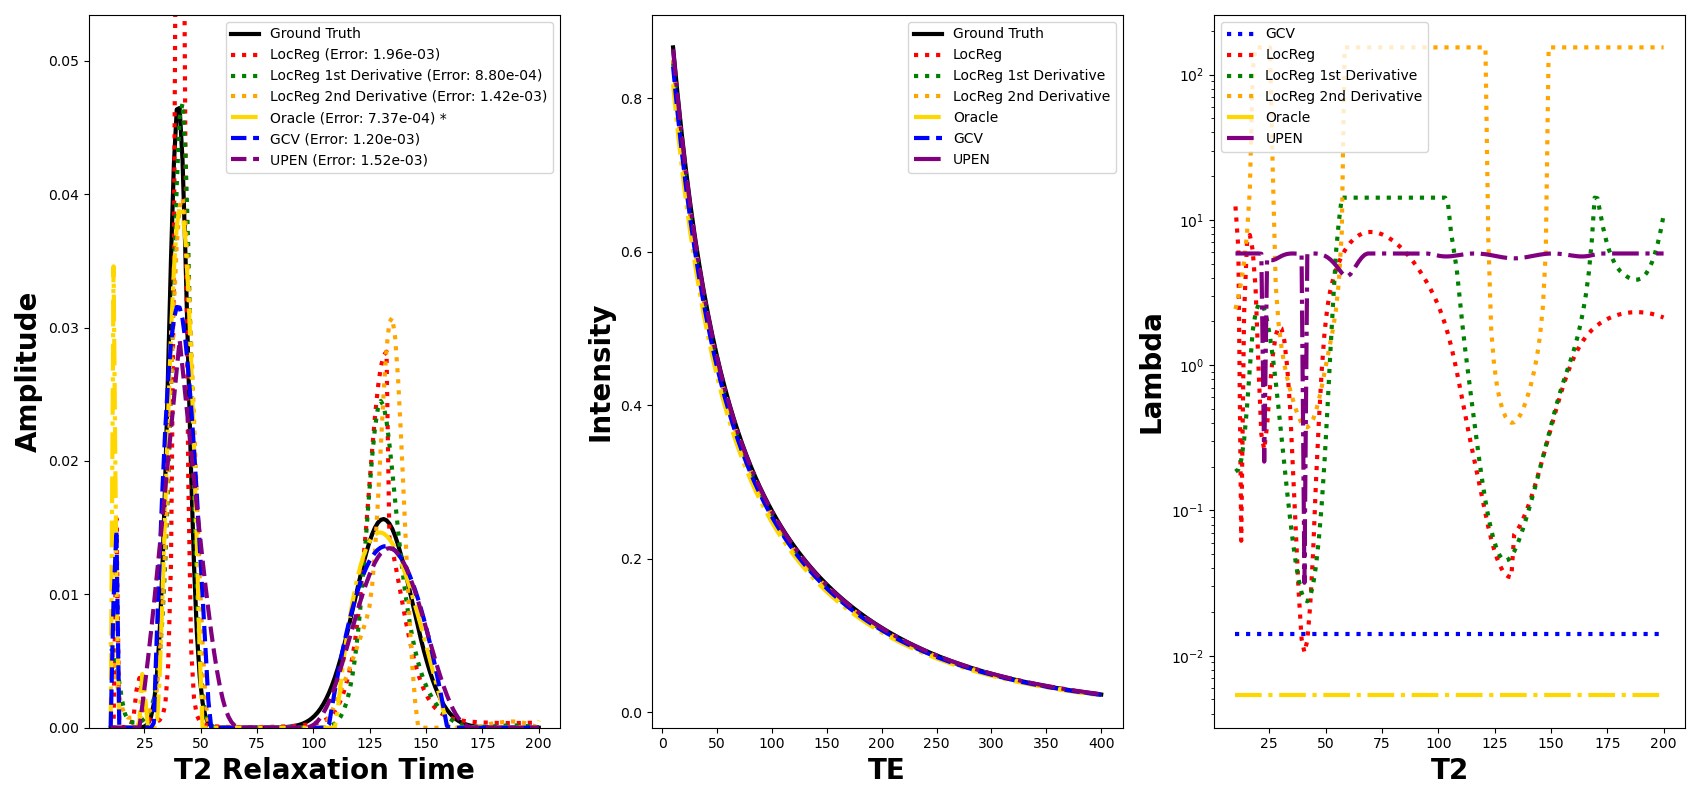 Ground Truth
LocReg (Error: 1.96e-03)
LocReg 1st Derivative (Error: 8.80e-04)
LocReg 2nd Derivative (Error: 1.42e-03)
Oracle (Error: 7.37e-04) *
GCV (Error: 1.20e-03)
UPEN (Error: 1.52e-03)
0.05
0.04
0.03
0.02
0.01
0.00
Amplitude
25 50 75 100 125 150 175 200
T2 Relaxation Time
Ground Truth
LocReg
LocReg 1st Derivative
LocReg 2nd Derivative
Oracle
GCV
UPEN
0.8
0.6
0.4
0.2
0.0
Intensity
0 50 100 150 200 250 300 350 400
TE
GCV
LocReg
LocReg 1st Derivative
LocReg 2nd Derivative
Oracle
UPEN
10²
10¹
10⁰
10⁻¹
10⁻²
Lambda
25 50 75 100 125 150 175 200
T2